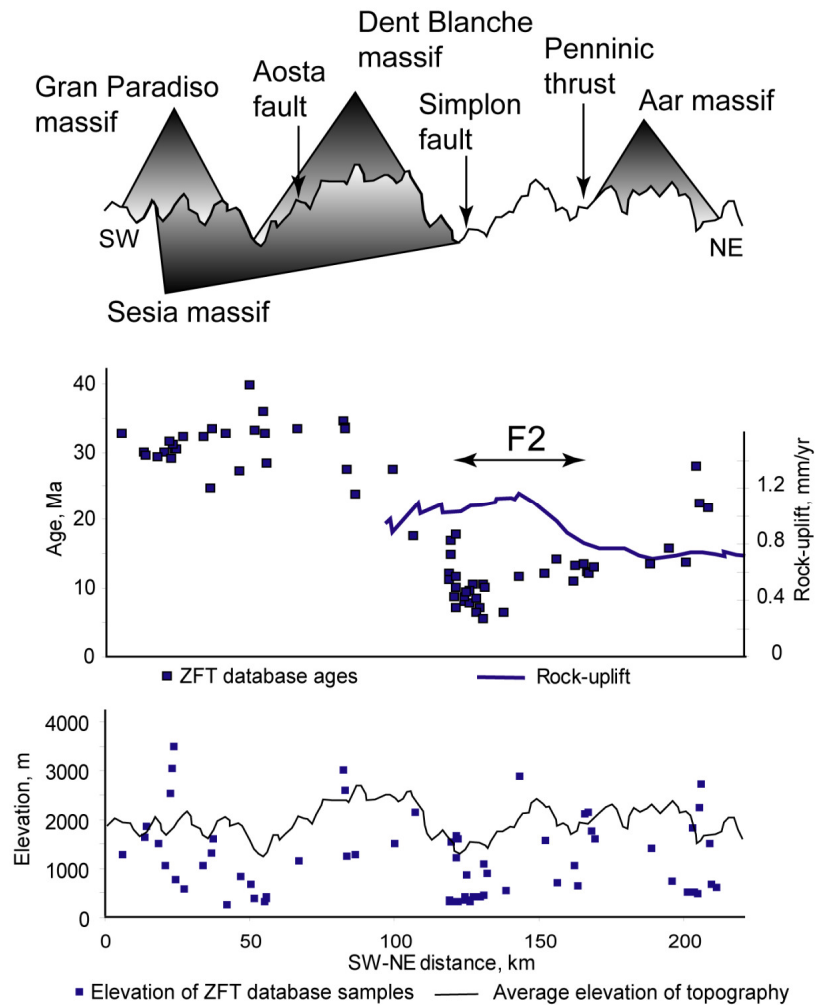 Dent Blanche
massif
Penninic
thrust
Gran Paradiso
massif
Aosta
fault
Simplon
fault
Aar massif
SW
NE
Sesia massif
F2
Age, Ma
40
30
20
10
0
Rock-uplift, mm/yr
1.2
0.8
0.4
0
ZFT database ages
Rock-uplift
Elevation, m
4000
3000
2000
1000
0
0
50
100
150
200
SW-NE distance, km
Elevation of ZFT database samples
Average elevation of topography